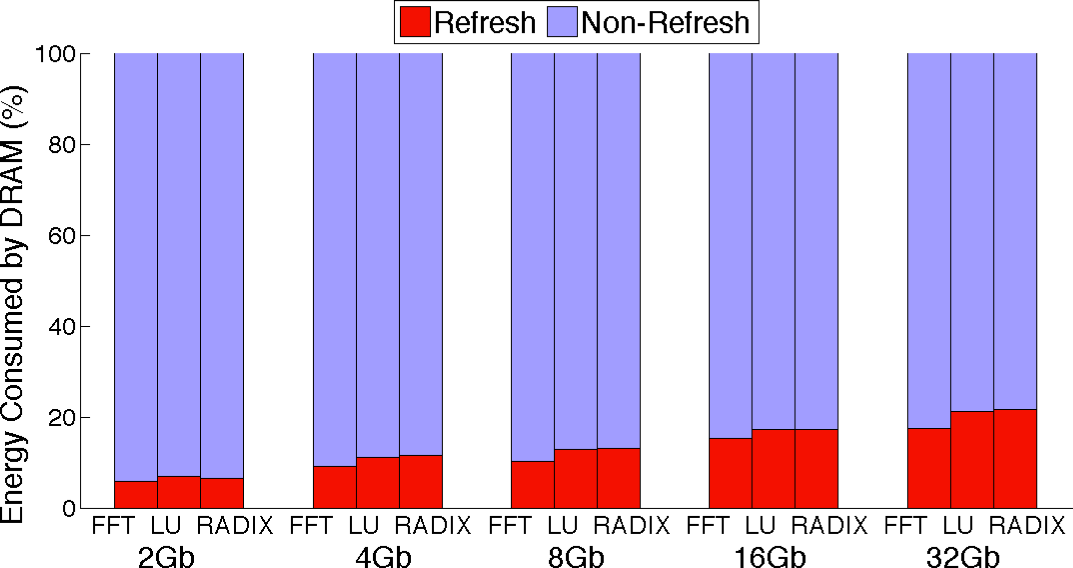 Refresh Non-Refresh
Energy Consumed by DRAM (%)
100
80
60
40
20
0
FFT LU RADIX FFT LU RADIX FFT LU RADIX FFT LU RADIX FFT LU RADIX
2Gb 4Gb 8Gb 16Gb 32Gb